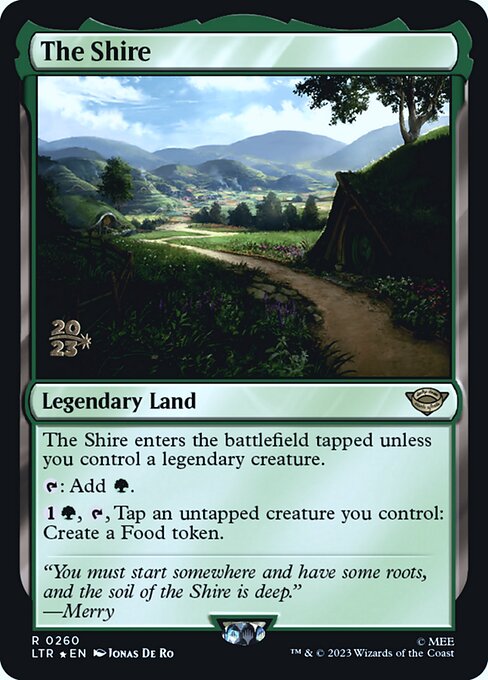 The Shire
20
23
Legendary Land
The Shire enters the battlefield tapped unless
you control a legendary creature.
: Add .
1 , , Tap an untapped creature you control:
Create a Food token.
“You must start somewhere and have some roots,
and the soil of the Shire is deep.”
—Merry
R 0260
LTR ★ EN Jonas De Ro
© MEE
™ & © 2023 Wizards of the Coast